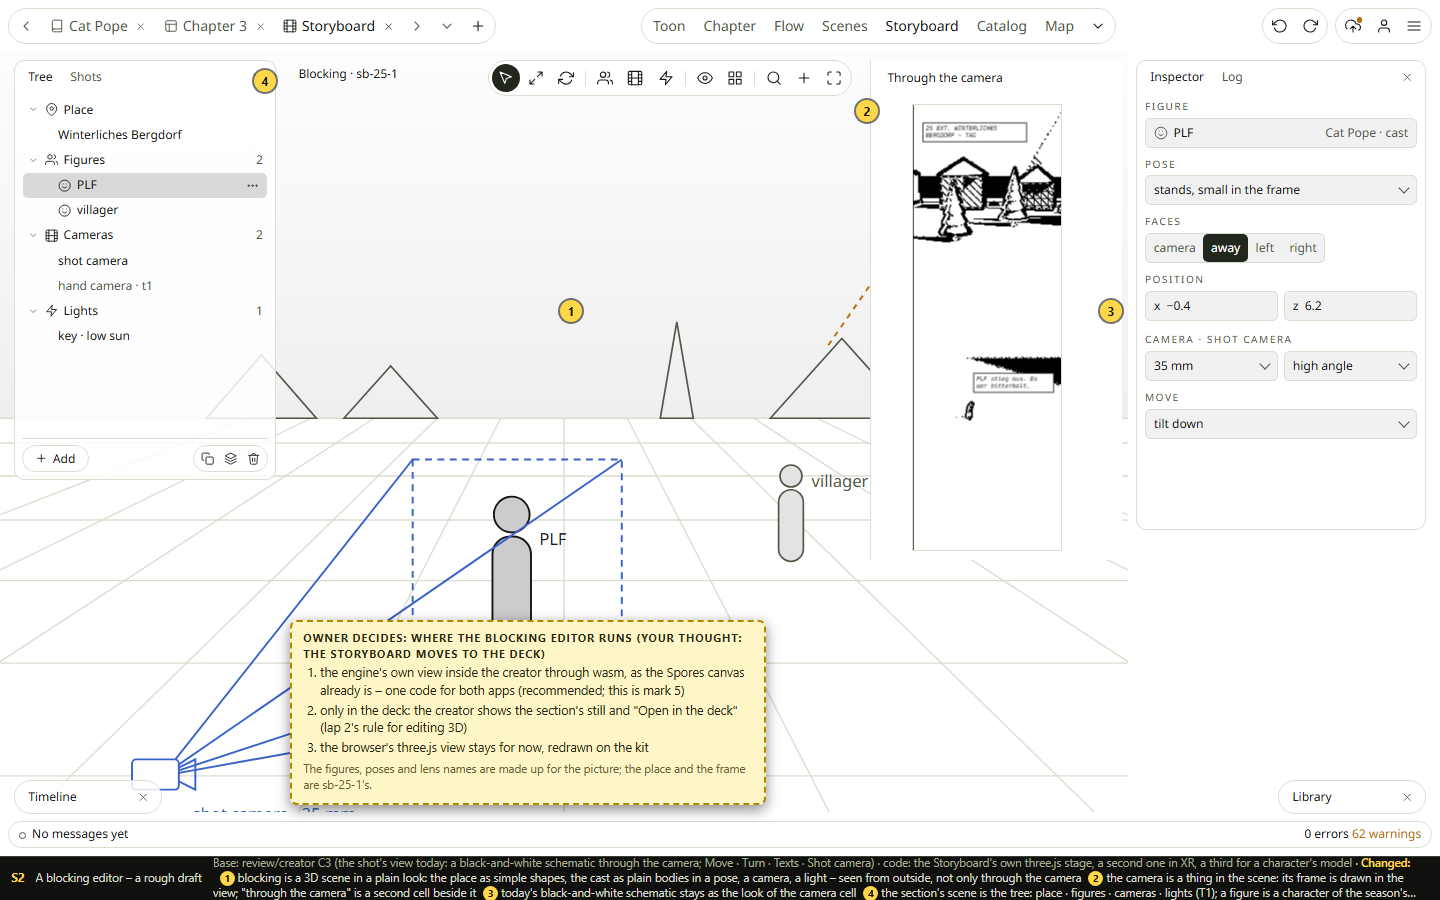 Cat Pope
Chapter 3
Storyboard
Toon
Chapter
Flow
Scenes
Storyboard
Catalog
Map
Tree
Shots
4
Place
Winterliches Bergdorf
Figures
2
PLF
villager
Cameras
2
shot camera
hand camera · t1
Lights
1
key · low sun
Add
Blocking · sb-25-1
1
villager
PLF
Through the camera
2
25 EXT. WINTERLICHES
BERGDORF – TAG
PLF stieg aus. Es
war bitterkalt.
3
Inspector
Log
FIGURE
PLF
Cat Pope · cast
POSE
stands, small in the frame
FACES
camera
away
left
right
POSITION
x −0.4
z 6.2
CAMERA · SHOT CAMERA
35 mm
high angle
MOVE
tilt down
OWNER DECIDES: WHERE THE BLOCKING EDITOR RUNS (YOUR THOUGHT:
THE STORYBOARD MOVES TO THE DECK)
1. the engine's own view inside the creator through wasm, as the Spores canvas
already is – one code for both apps (recommended; this is mark 5)
2. only in the deck: the creator shows the section's still and "Open in the deck"
(lap 2's rule for editing 3D)
3. the browser's three.js view stays for now, redrawn on the kit
The figures, poses and lens names are made up for the picture; the place and the frame
are sb-25-1's.
Timeline
Library
No messages yet
0 errors 62 warnings
S2 A blocking editor – a rough draft
Base: review/creator C3 (the shot's view today: a black-and-white schematic through the camera; Move · Turn · Texts · Shot camera) · code: the Storyboard's own three.js stage, a second one in XR, a third for a character's model · Changed:
1 blocking is a 3D scene in a plain look: the place as simple shapes, the cast as plain bodies in a pose, a camera, a light – seen from outside, not only through the camera 2 the camera is a thing in the scene: its frame is drawn in the
view; "through the camera" is a second cell beside it 3 today's black-and-white schematic stays as the look of the camera cell 4 the section's scene is the tree: place · figures · cameras · lights (T1); a figure is a character of the season's…